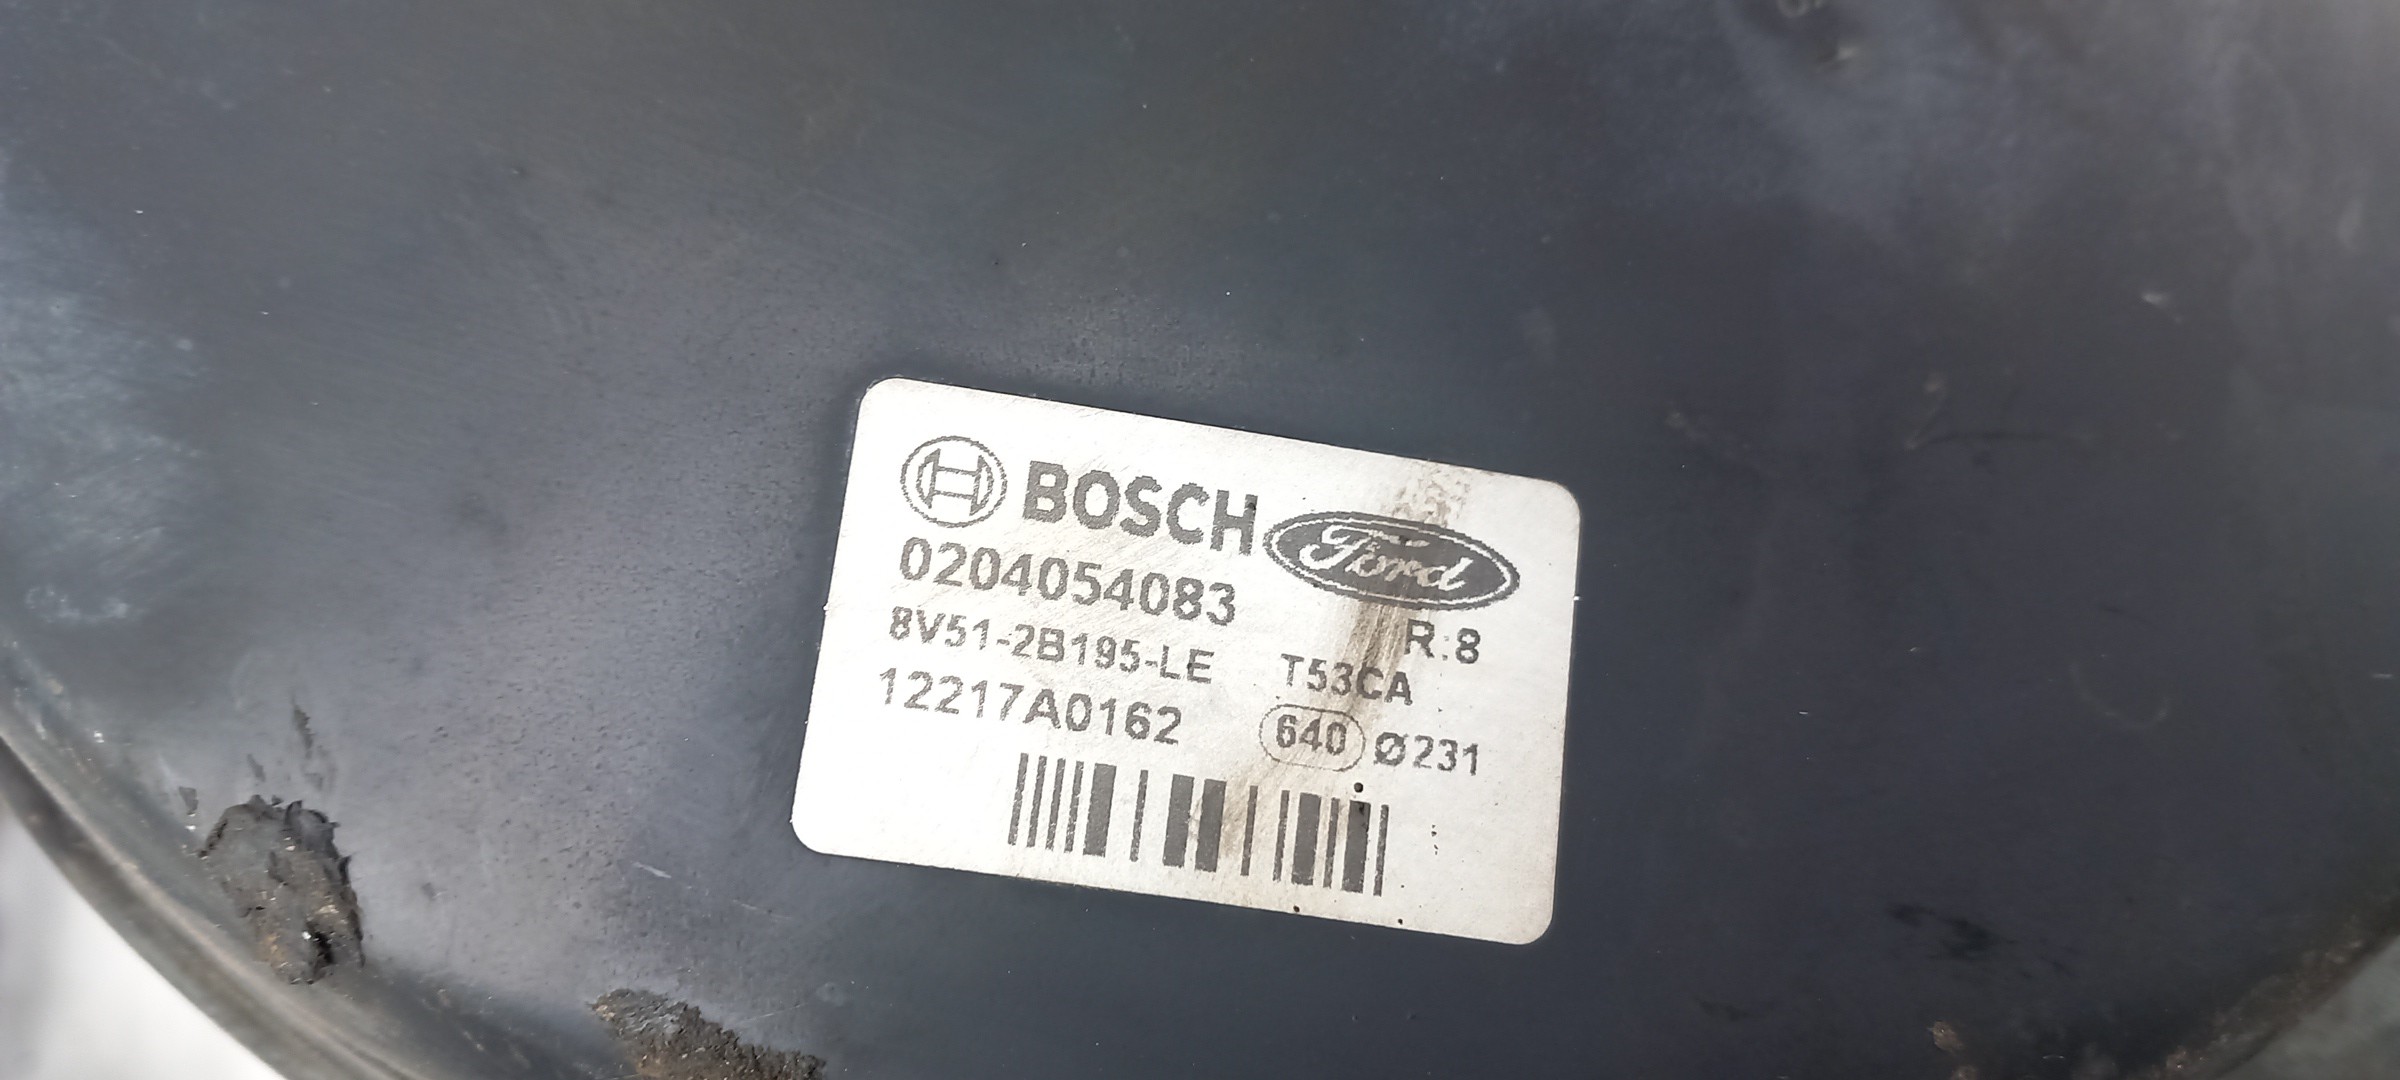 BOSCH Ford
0204054083 R:8
8V51-2B195-LE T53CA
12217A0162 640 Ø231